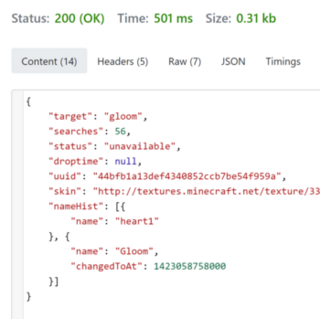 Status: 200 (OK) Time: 501 ms Size: 0.31 kb
Content (14) Headers (5) Raw (7) JSON Timings
{
"target": "gloom",
"searches": 56,
"status": "unavailable",
"droptime": null,
"uuid": "44bfb1a13def4340852ccb7be54f959a",
"skin": "http://textures.minecraft.net/texture/33
"nameHist": [{
"name": "heart1"
}, {
"name": "Gloom",
"changedToAt": 1423058758000
}]
}